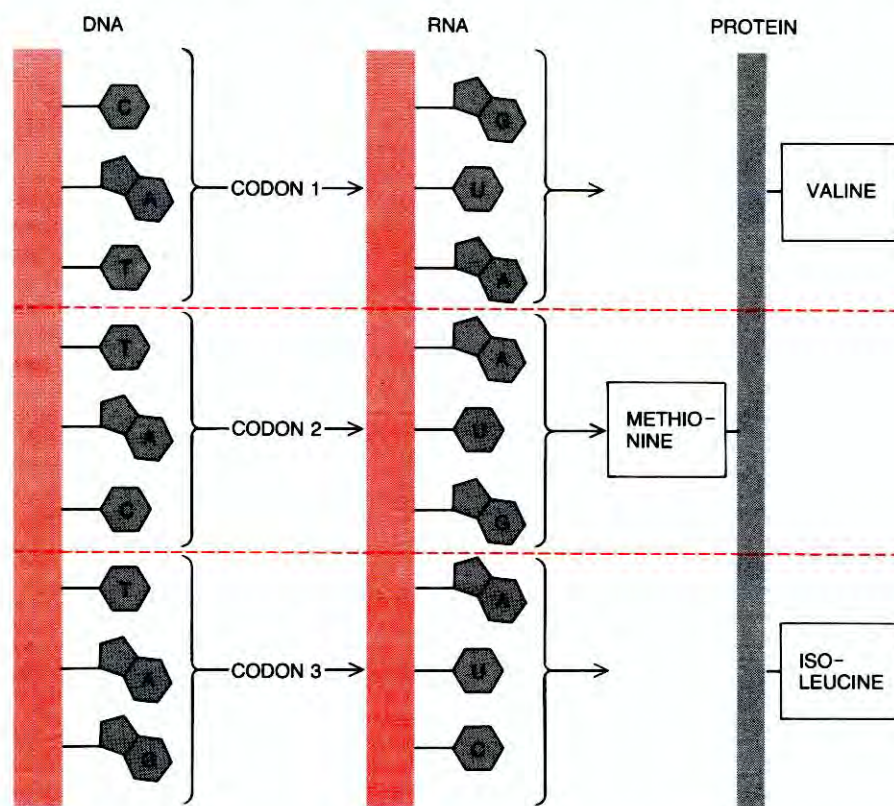 DNA
RNA
PROTEIN
C
A
T
CODON 1
G
U
A
VALINE
T
A
C
CODON 2
A
U
G
METHIO-
NINE
T
A
G
CODON 3
A
U
C
ISO-
LEUCINE